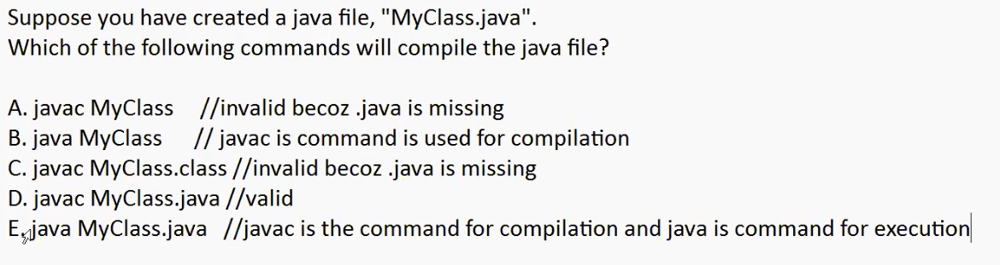 Suppose you have created a java file, "MyClass.java".
Which of the following commands will compile the java file?
A. javac MyClass //invalid becoz .java is missing
B. java MyClass // javac is command is used for compilation
C. javac MyClass.class //invalid becoz .java is missing
D. javac MyClass.java //valid
E. java MyClass.java //javac is the command for compilation and java is command for execution